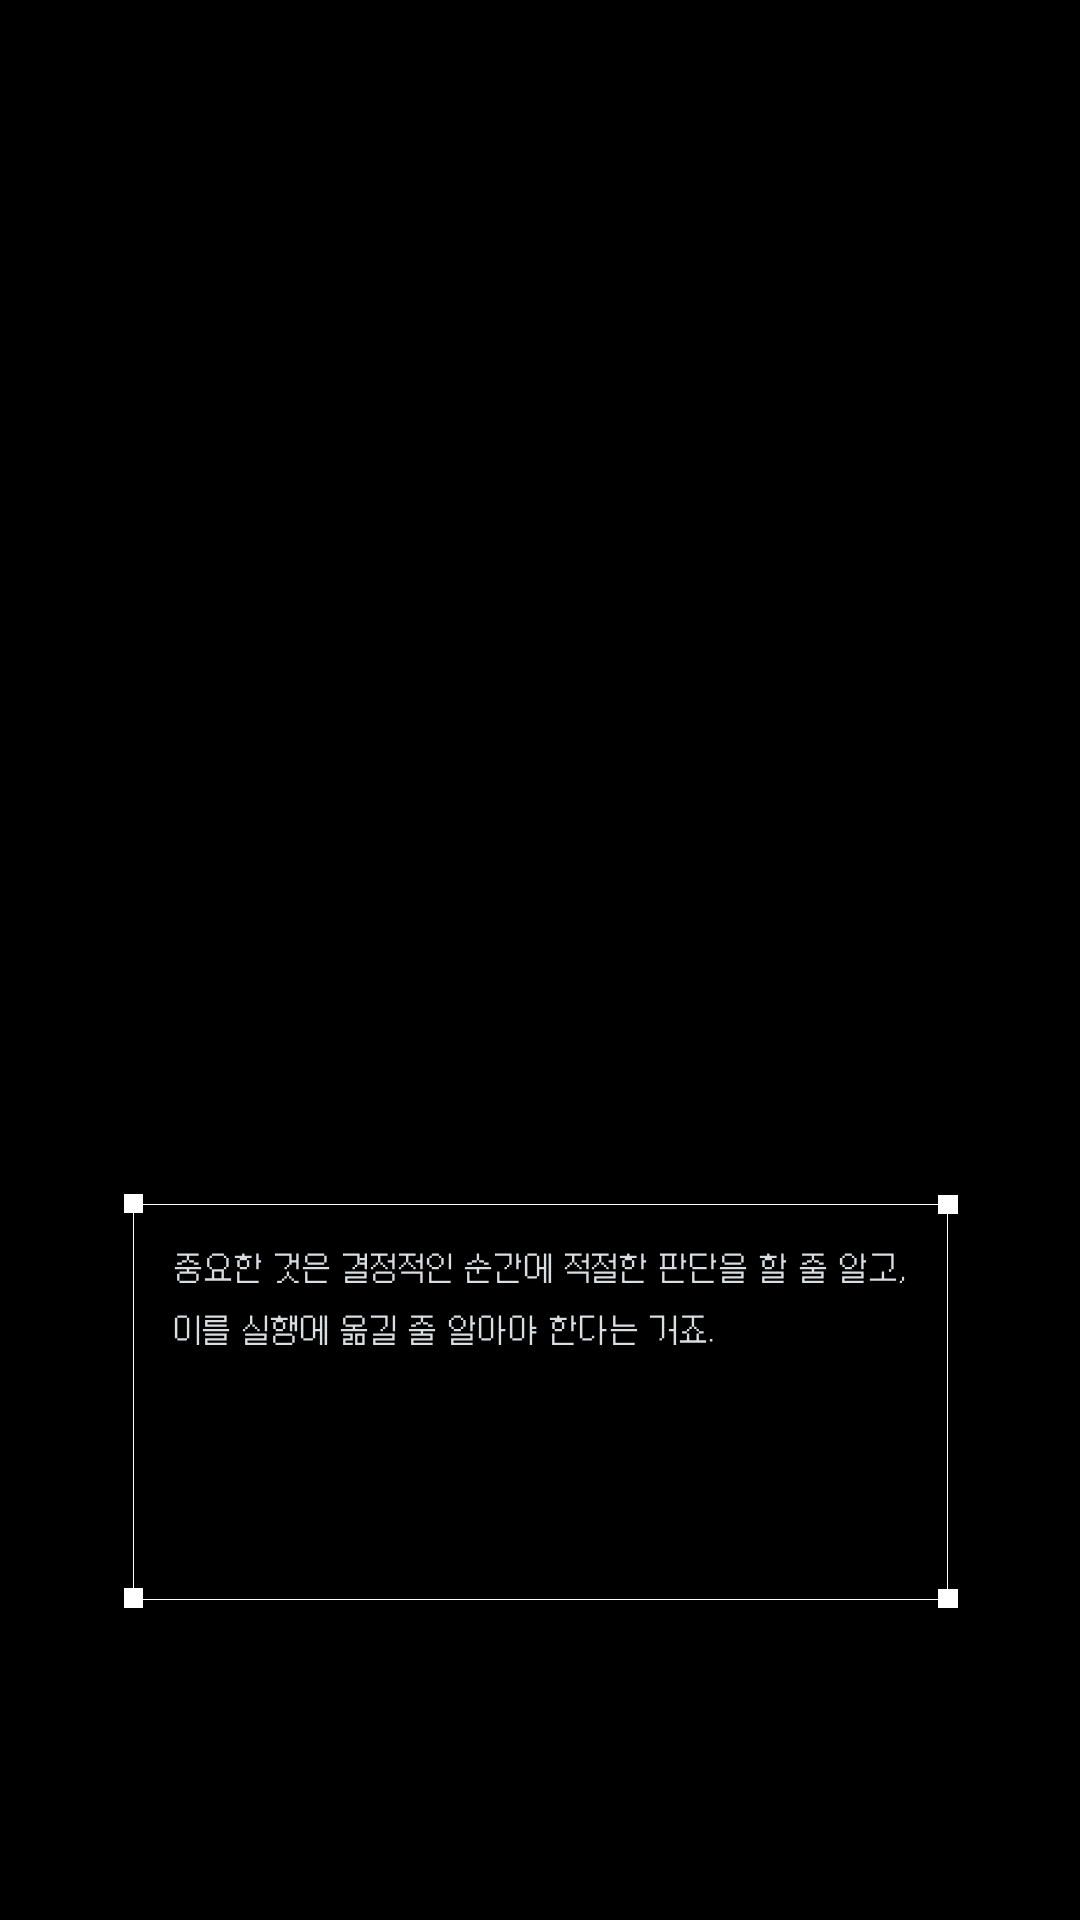 중요한 것은 결정적인 순간에 적절한 판단을 할 줄 알고,
이를 실행에 옮길 줄 알아야 한다는 거죠.